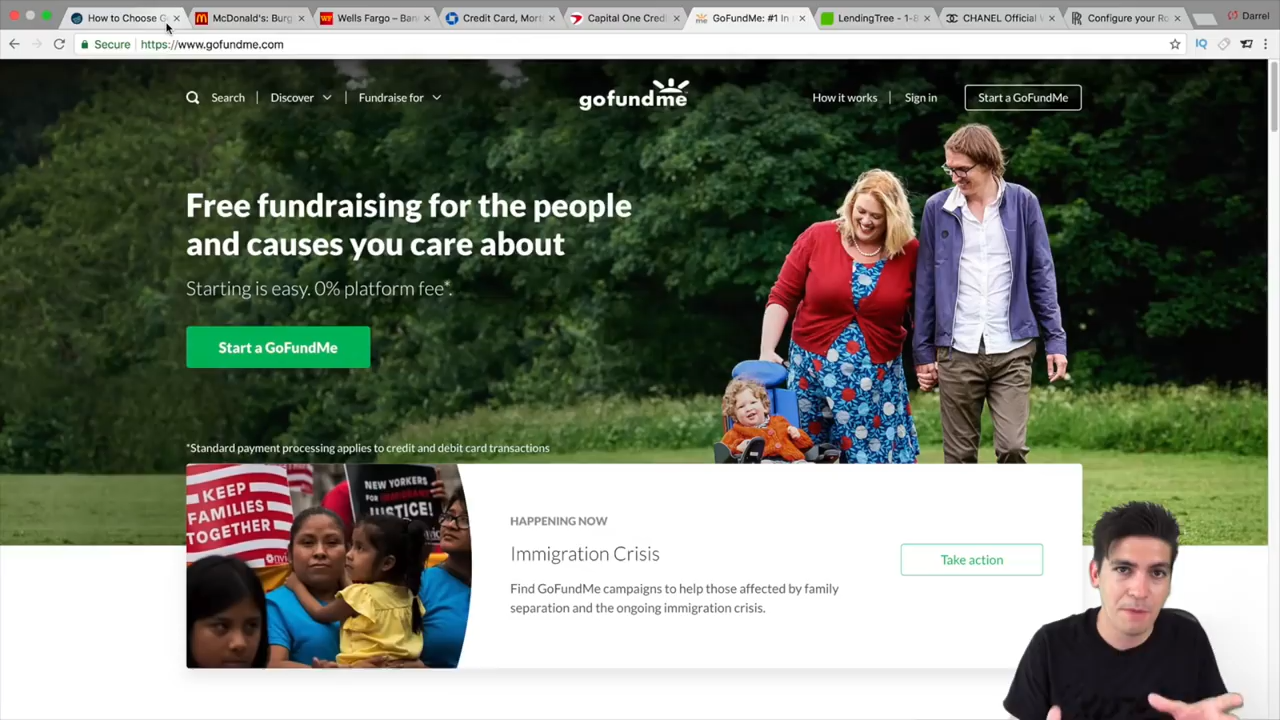 How to Choose G
McDonald's: Burg
Wells Fargo – Ban
Credit Card, Mort
Capital One Cred
GoFundMe: #1 in
LendingTree - 1-8
CHANEL Official
Configure your Ro
Darrel
Secure
https://www.gofundme.com
Search
Discover
Fundraise for
gofundme
How it works
Sign in
Start a GoFundMe
Free fundraising for the people
and causes you care about
Starting is easy. 0% platform fee*.
Start a GoFundMe
*Standard payment processing applies to credit and debit card transactions
KEEP
FAMILIES
TOGETHER
NEW YORKERS
FOR IMMIGRANT
JUSTICE!
HAPPENING NOW
Immigration Crisis
Find GoFundMe campaigns to help those affected by family
separation and the ongoing immigration crisis.
Take action